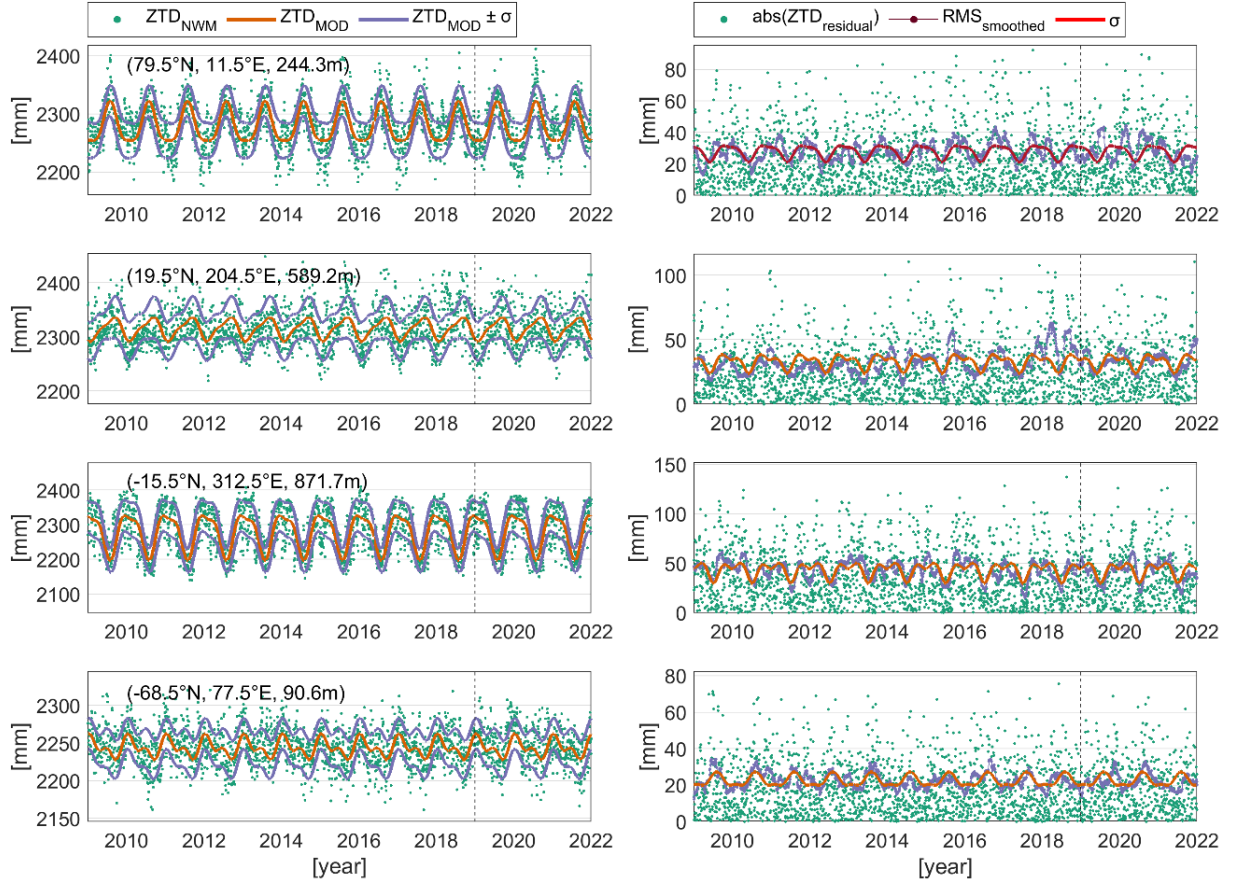 ZTD_NWM ZTD_MOD ZTD_MOD ± σ
abs(ZTD_residual) RMS_smoothed σ
(79.5°N, 11.5°E, 244.3m)
[mm]
2400
2300
2200
2010 2012 2014 2016 2018 2020 2022
[mm]
80
60
40
20
0
2010 2012 2014 2016 2018 2020 2022
(19.5°N, 204.5°E, 589.2m)
[mm]
2400
2300
2200
2010 2012 2014 2016 2018 2020 2022
[mm]
100
50
0
2010 2012 2014 2016 2018 2020 2022
(-15.5°N, 312.5°E, 871.7m)
[mm]
2400
2300
2200
2100
2010 2012 2014 2016 2018 2020 2022
[mm]
150
100
50
0
2010 2012 2014 2016 2018 2020 2022
(-68.5°N, 77.5°E, 90.6m)
[mm]
2300
2250
2200
2150
2010 2012 2014 2016 2018 2020 2022
[year]
[mm]
80
60
40
20
0
2010 2012 2014 2016 2018 2020 2022
[year]